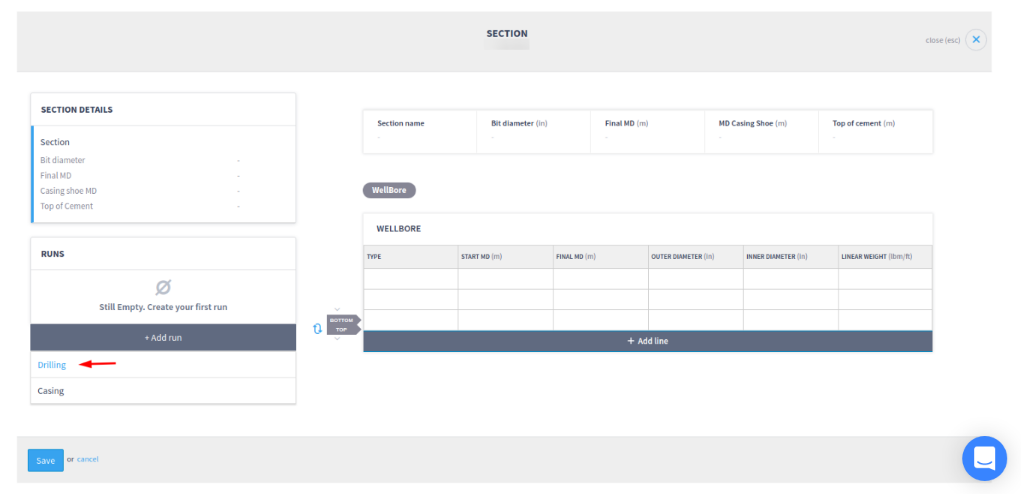 SECTION
close (esc)
SECTION DETAILS
Section
Bit diameter -
Final MD -
Casing shoe MD -
Top of Cement -
RUNS
Still Empty. Create your first run
+ Add run
Drilling
Casing
Section name Bit diameter (in) Final MD (m) MD Casing Shoe (m) Top of cement (m)
- - - - -
WellBore
WELLBORE
TYPE START MD (m) FINAL MD (m) OUTER DIAMETER (in) INNER DIAMETER (in) LINEAR WEIGHT (lbm/ft)
BOTTOM
TOP
+ Add line
Save or cancel